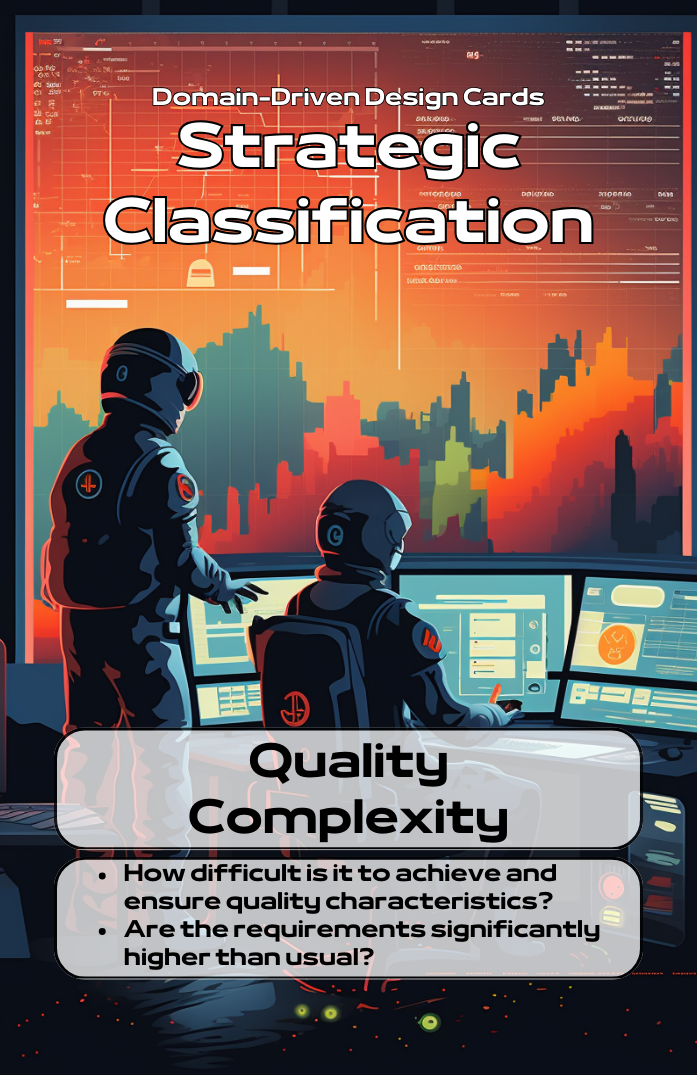 Domain-Driven Design Cards
Strategic
Classification
Quality
Complexity
• How difficult is it to achieve and
ensure quality characteristics?
• Are the requirements significantly
higher than usual?